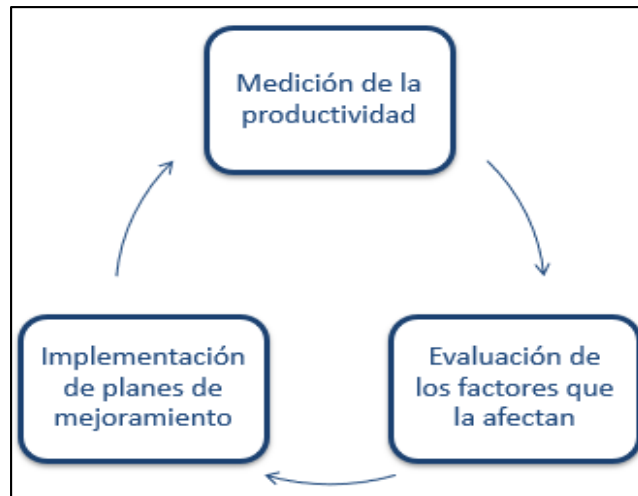 Medición de la
productividad
Implementación
de planes de
mejoramiento
Evaluación de
los factores que
la afectan